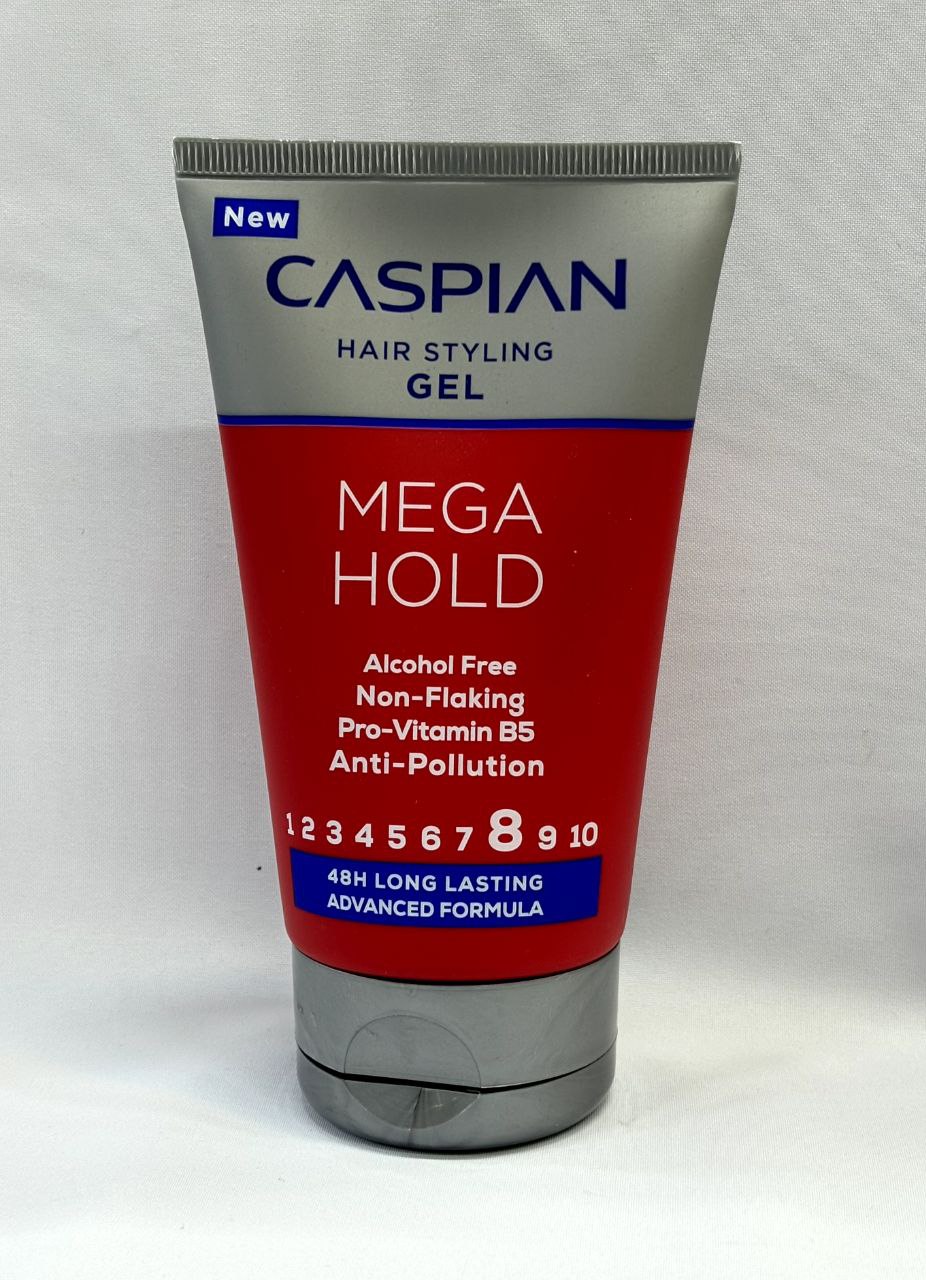 New
CASPIAN
HAIR STYLING
GEL
MEGA
HOLD
Alcohol Free
Non-Flaking
Pro-Vitamin B5
Anti-Pollution
1 2 3 4 5 6 7 8 9 10
48H LONG LASTING
ADVANCED FORMULA